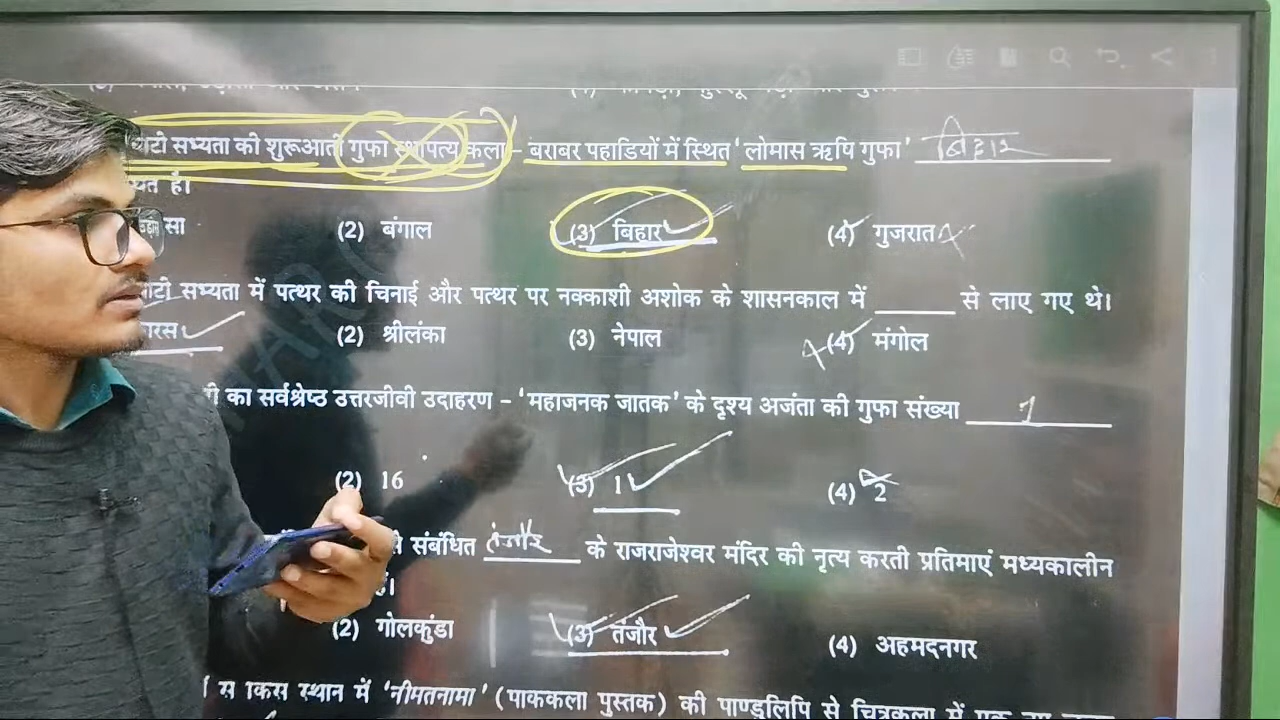 घाटी सभ्यता की शुरूआती गुफा स्थापत्य कला – बराबर पहाडियों में स्थित 'लोमास ऋषि गुफा' बिहार
है।
सा (2) बंगाल (3) बिहार (4) गुजरात
सभ्यता में पत्थर की चिनाई और पत्थर पर नक्काशी अशोक के शासनकाल में ______ से लाए गए थे।
(2) श्रीलंका (3) नेपाल (4) मंगोल
का सर्वश्रेष्ठ उत्तरजीवी उदाहरण – 'महाजनक जातक' के दृश्य अजंता की गुफा संख्या 1
(2) 16 (3) 1 (4) 2
संबंधित तंजौर के राजराजेश्वर मंदिर की नृत्य करती प्रतिमाएं मध्यकालीन
(2) गोलकुंडा (3) तंजौर (4) अहमदनगर
स्थान में 'नीमतनामा' (पाककला पुस्तक) की पाण्डुलिपि से चित्रकला में